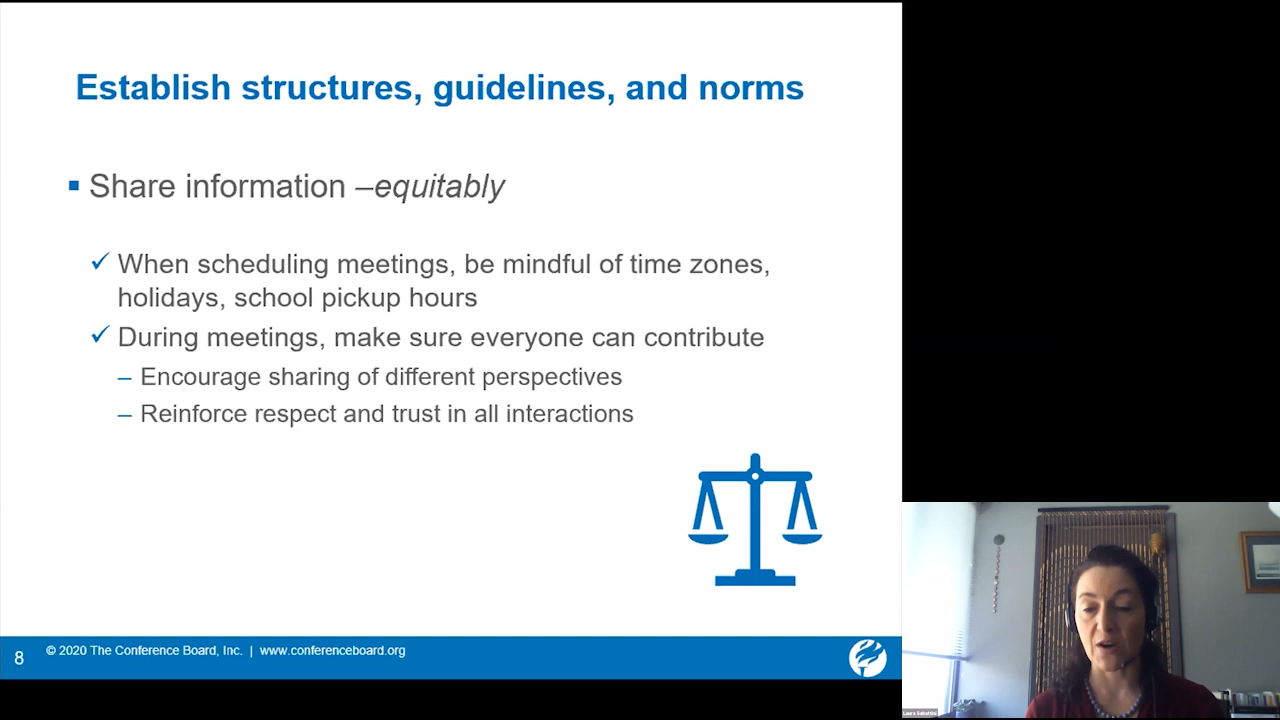 Establish structures, guidelines, and norms
Share information –equitably
When scheduling meetings, be mindful of time zones,
holidays, school pickup hours
During meetings, make sure everyone can contribute
– Encourage sharing of different perspectives
– Reinforce respect and trust in all interactions
8
© 2020 The Conference Board, Inc. | www.conferenceboard.org
Laura Sabattini